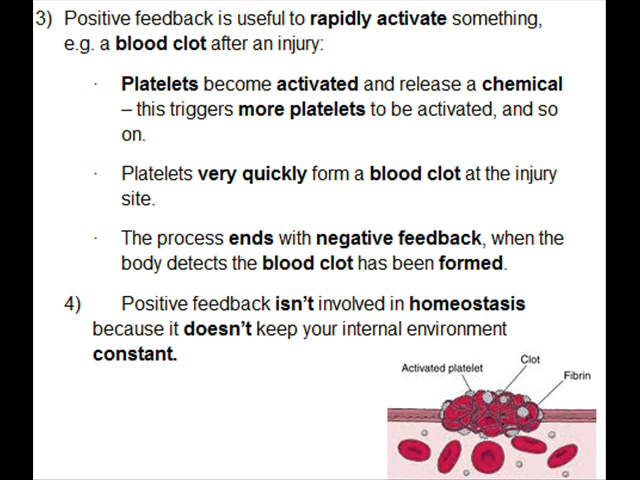 3) Positive feedback is useful to rapidly activate something,
e.g. a blood clot after an injury:
· Platelets become activated and release a chemical
– this triggers more platelets to be activated, and so
on.
· Platelets very quickly form a blood clot at the injury
site.
· The process ends with negative feedback, when the
body detects the blood clot has been formed.
4) Positive feedback isn't involved in homeostasis
because it doesn't keep your internal environment
constant.
Clot
Activated platelet
Fibrin